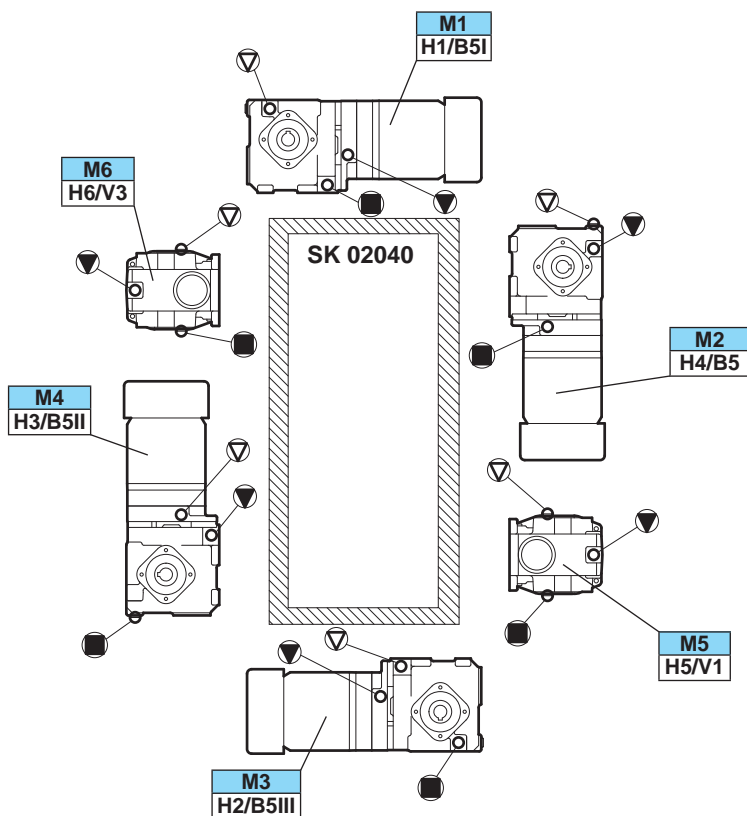 M1
H1/B5I
M6
H6/V3
SK 02040
M2
H4/B5
M4
H3/B5II
M5
H5/V1
M3
H2/B5III